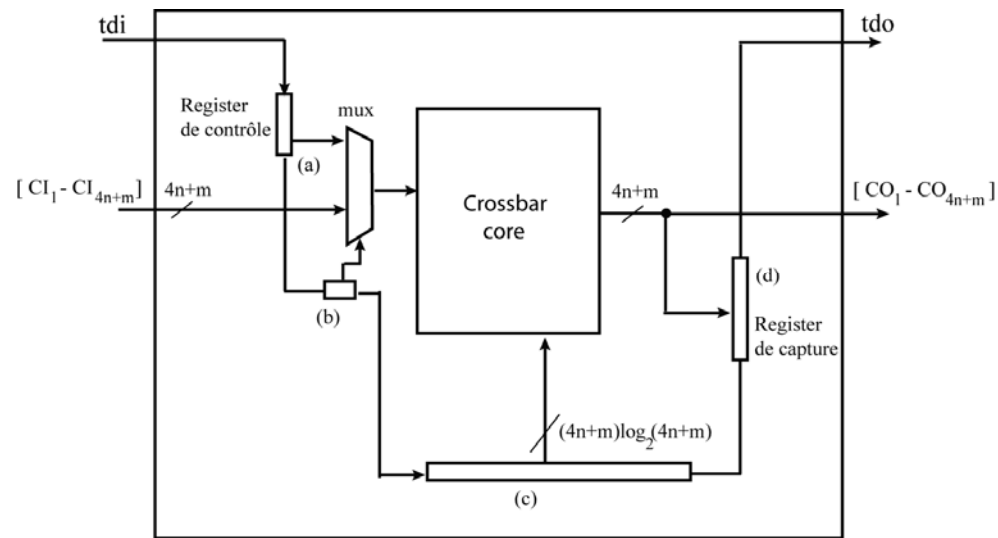 tdi
tdo
Register
de contrôle
mux
(a)
[ CI1 - CI4n+m]
4n+m
Crossbar
core
4n+m
[ CO1 - CO4n+m ]
(b)
(d)
Register
de capture
(4n+m)log2(4n+m)
(c)